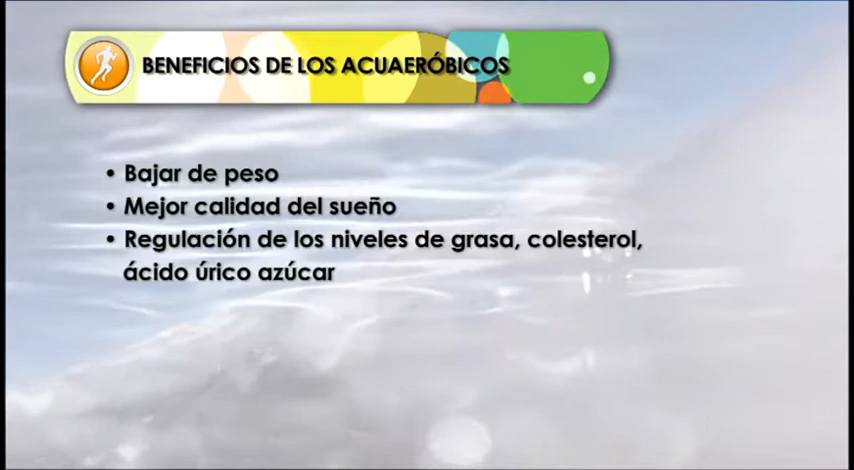 BENEFICIOS DE LOS ACUAERÓBICOS
• Bajar de peso
• Mejor calidad del sueño
• Regulación de los niveles de grasa, colesterol,
ácido úrico azúcar